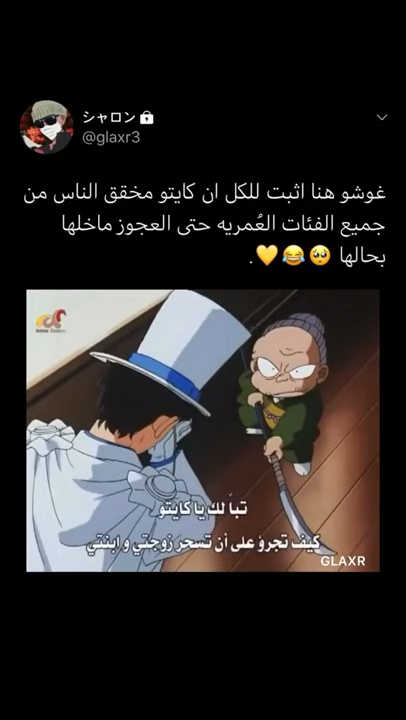 シャロン
@glaxr3
غوشو هنا اثبت للكل ان كايتو مخقق الناس من
جميع الفئات العُمريه حتى العجوز ماخلها
بحالها 🥺😂💛.
تباً لك يا كايتو
كيف تجرؤ على أن تسحر زوجتي و ابنتي
GLAXR